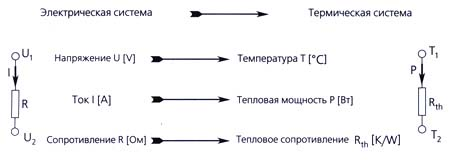 Электрическая система Термическая система
U1 Напряжение U [V] Температура T [°C] T1
I P
R Ток I [A] Тепловая мощность P [Вт] Rth
U2 Сопротивление R [Ом] Тепловое сопротивление Rth [K/W] T2